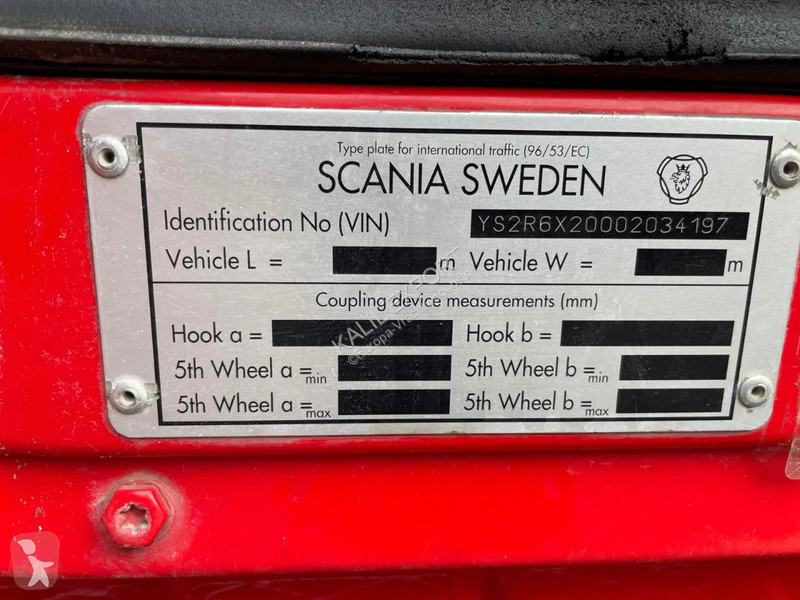 Type plate for international traffic (96/53/EC)
SCANIA SWEDEN
Identification No (VIN) YS2R6X20002034197
Vehicle L = m Vehicle W = m
Coupling device measurements (mm)
Hook a = Hook b =
5th Wheel a = min 5th Wheel b = min
5th Wheel a = max 5th Wheel b = max